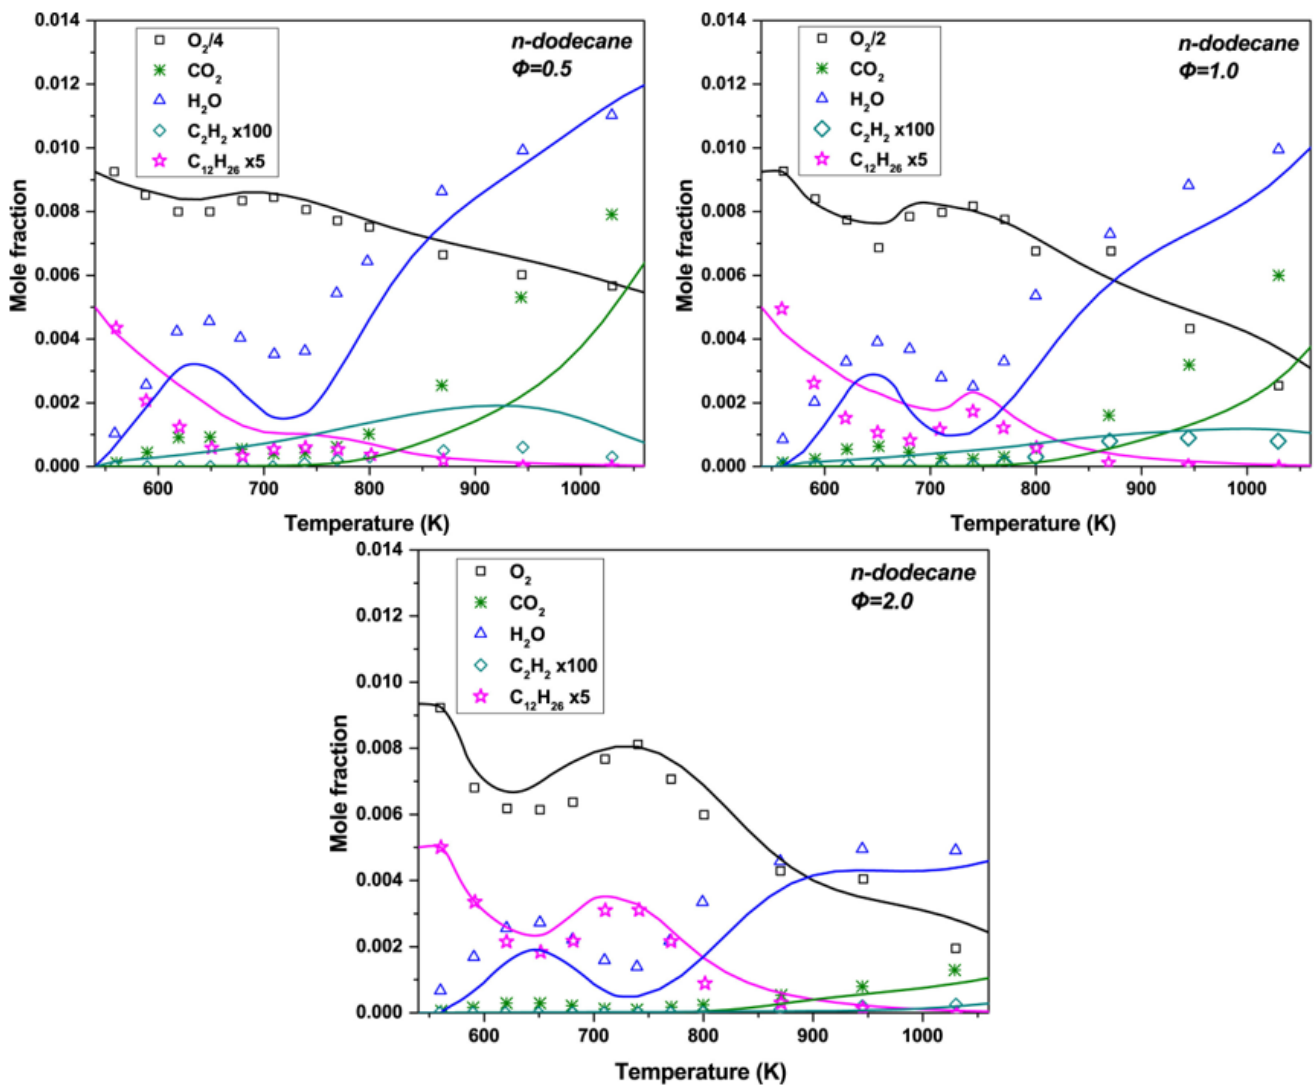 0.014
0.012
0.010
0.008
0.006
0.004
0.002
0.000
Mole fraction
O₂/4
CO₂
H₂O
C₂H₂ x100
C₁₂H₂₆ x5
n-dodecane
Φ=0.5
600 700 800 900 1000
Temperature (K)
0.014
0.012
0.010
0.008
0.006
0.004
0.002
0.000
Mole fraction
O₂/2
CO₂
H₂O
C₂H₂ x100
C₁₂H₂₆ x5
n-dodecane
Φ=1.0
600 700 800 900 1000
Temperature (K)
0.014
0.012
0.010
0.008
0.006
0.004
0.002
0.000
Mole fraction
O₂
CO₂
H₂O
C₂H₂ x100
C₁₂H₂₆ x5
n-dodecane
Φ=2.0
600 700 800 900 1000
Temperature (K)